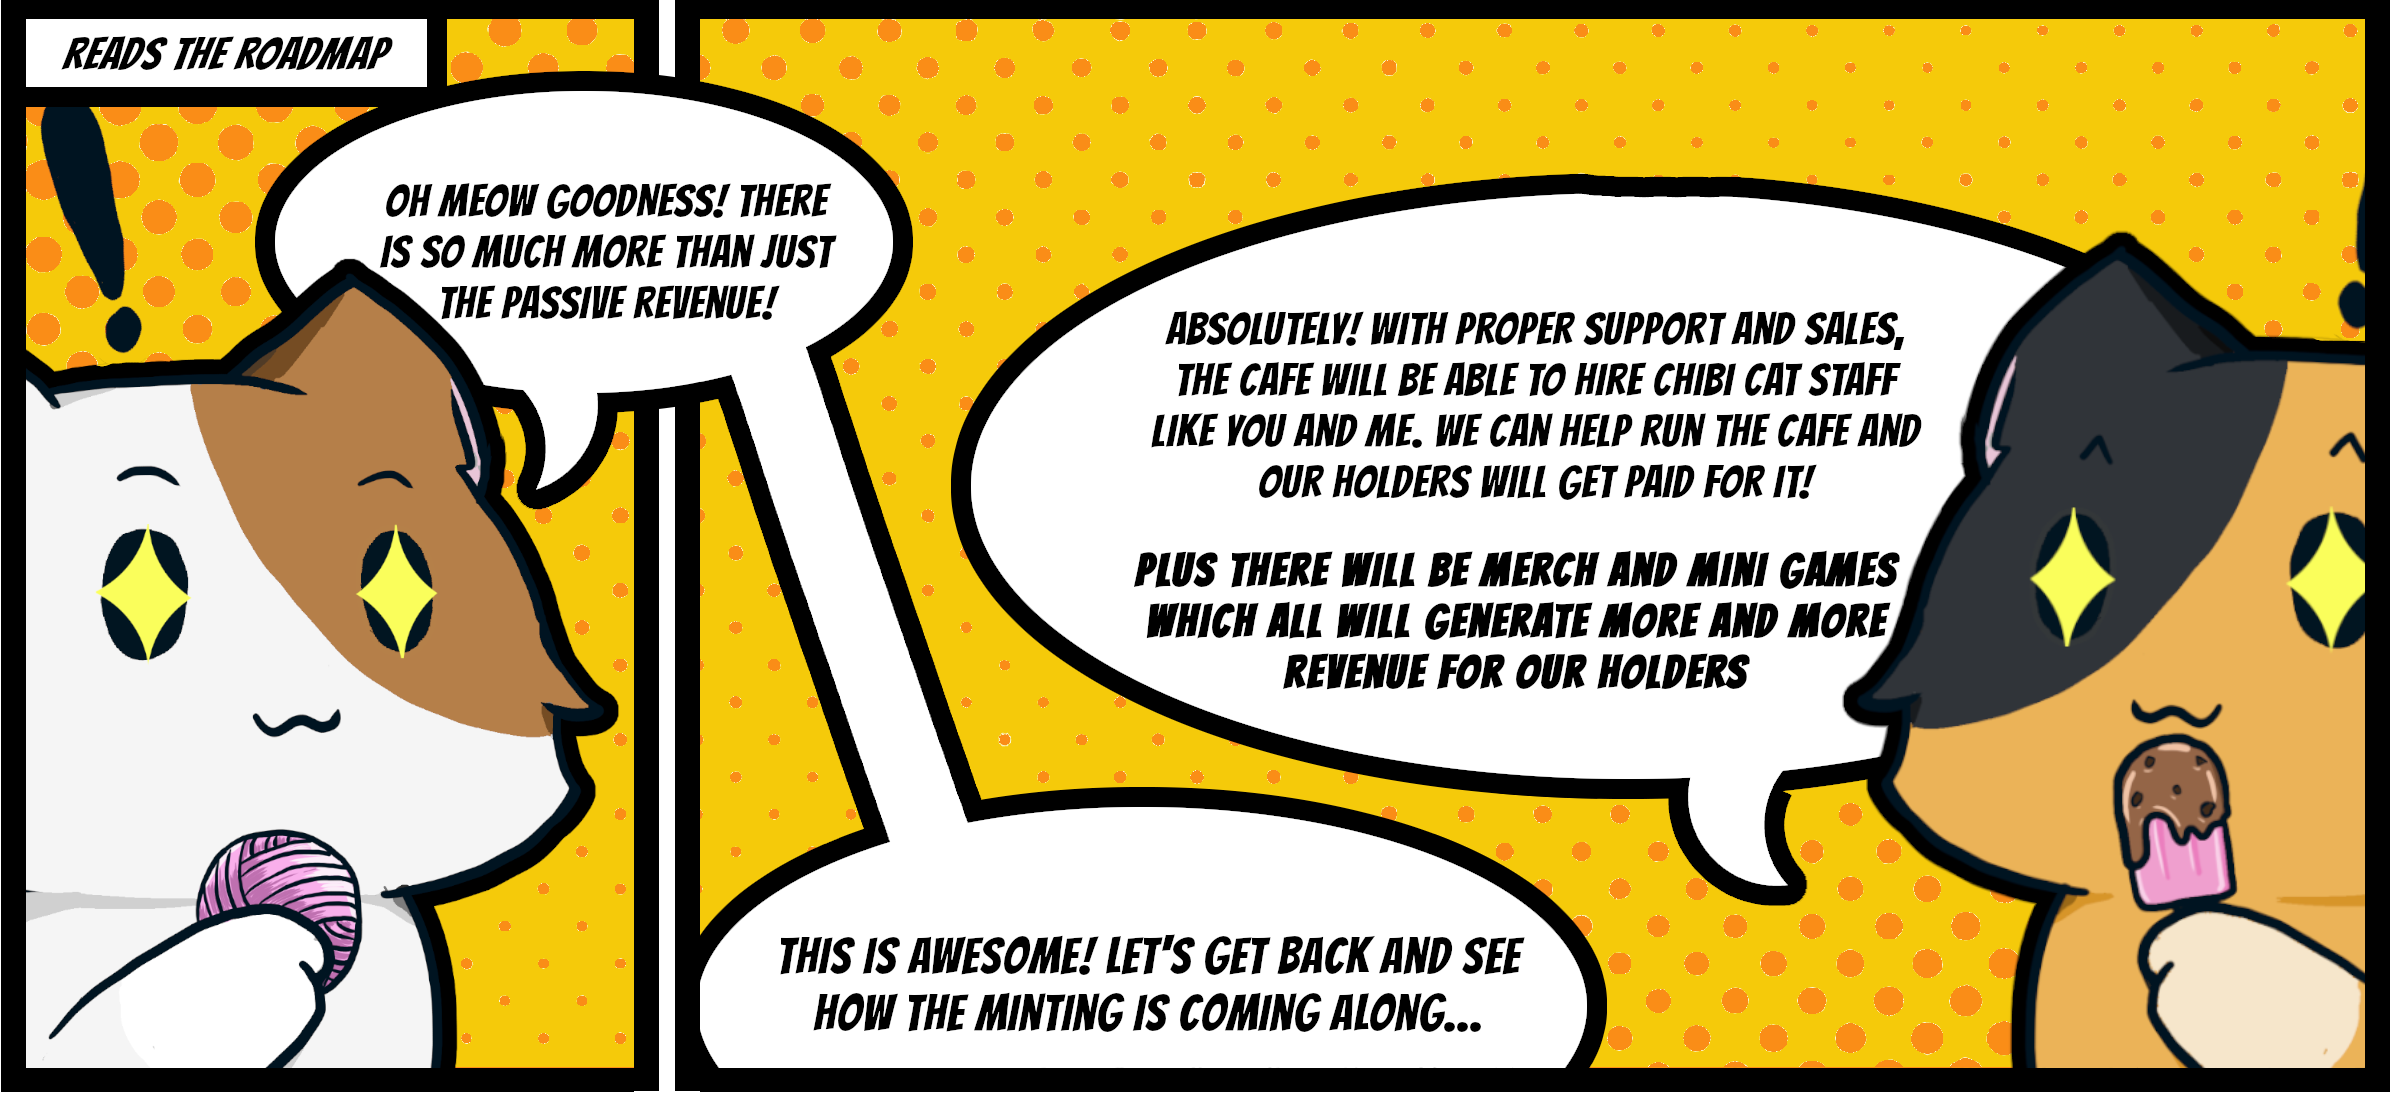 READS THE ROADMAP
OH MEOW GOODNESS! THERE
IS SO MUCH MORE THAN JUST
THE PASSIVE REVENUE!
ABSOLUTELY! WITH PROPER SUPPORT AND SALES,
THE CAFE WILL BE ABLE TO HIRE CHIBI CAT STAFF
LIKE YOU AND ME. WE CAN HELP RUN THE CAFE AND
OUR HOLDERS WILL GET PAID FOR IT!
PLUS THERE WILL BE MERCH AND MINI GAMES
WHICH ALL WILL GENERATE MORE AND MORE
REVENUE FOR OUR HOLDERS
THIS IS AWESOME! LET'S GET BACK AND SEE
HOW THE MINTING IS COMING ALONG...